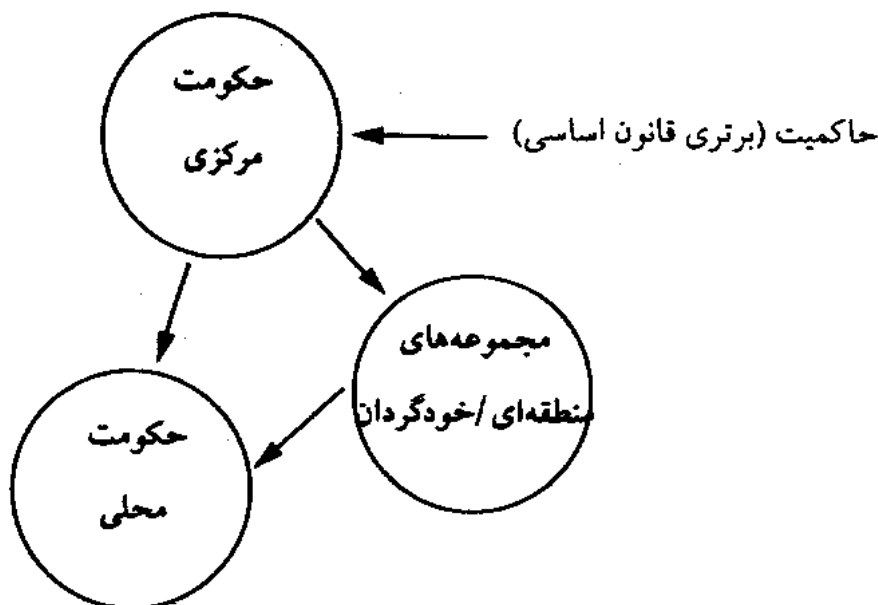 حکومت
مرکزی
حاکمیت (برتری قانون اساسی)
مجموعه‌های
منطقه‌ای/خودگردان
حکومت
محلی